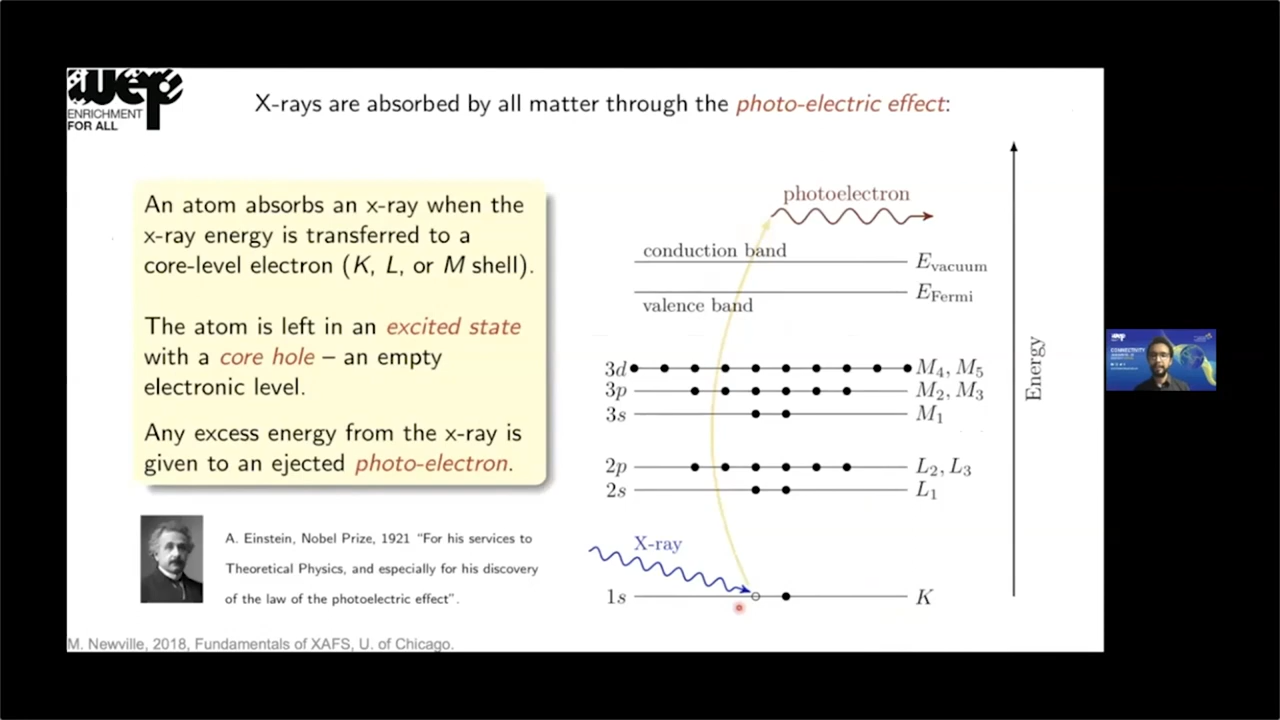 wep
ENRICHMENT
FOR ALL
X-rays are absorbed by all matter through the photo-electric effect:
An atom absorbs an x-ray when the
x-ray energy is transferred to a
core-level electron (K, L, or M shell).
The atom is left in an excited state
with a core hole – an empty
electronic level.
Any excess energy from the x-ray is
given to an ejected photo-electron.
A. Einstein, Nobel Prize, 1921 “For his services to
Theoretical Physics, and especially for his discovery
of the law of the photoelectric effect”.
photoelectron
conduction band
E_vacuum
E_Fermi
valence band
3d M₄, M₅
3p M₂, M₃
3s M₁
2p L₂, L₃
2s L₁
X-ray
1s K
Energy
M. Newville, 2018, Fundamentals of XAFS, U. of Chicago.
CONNECTIVITY